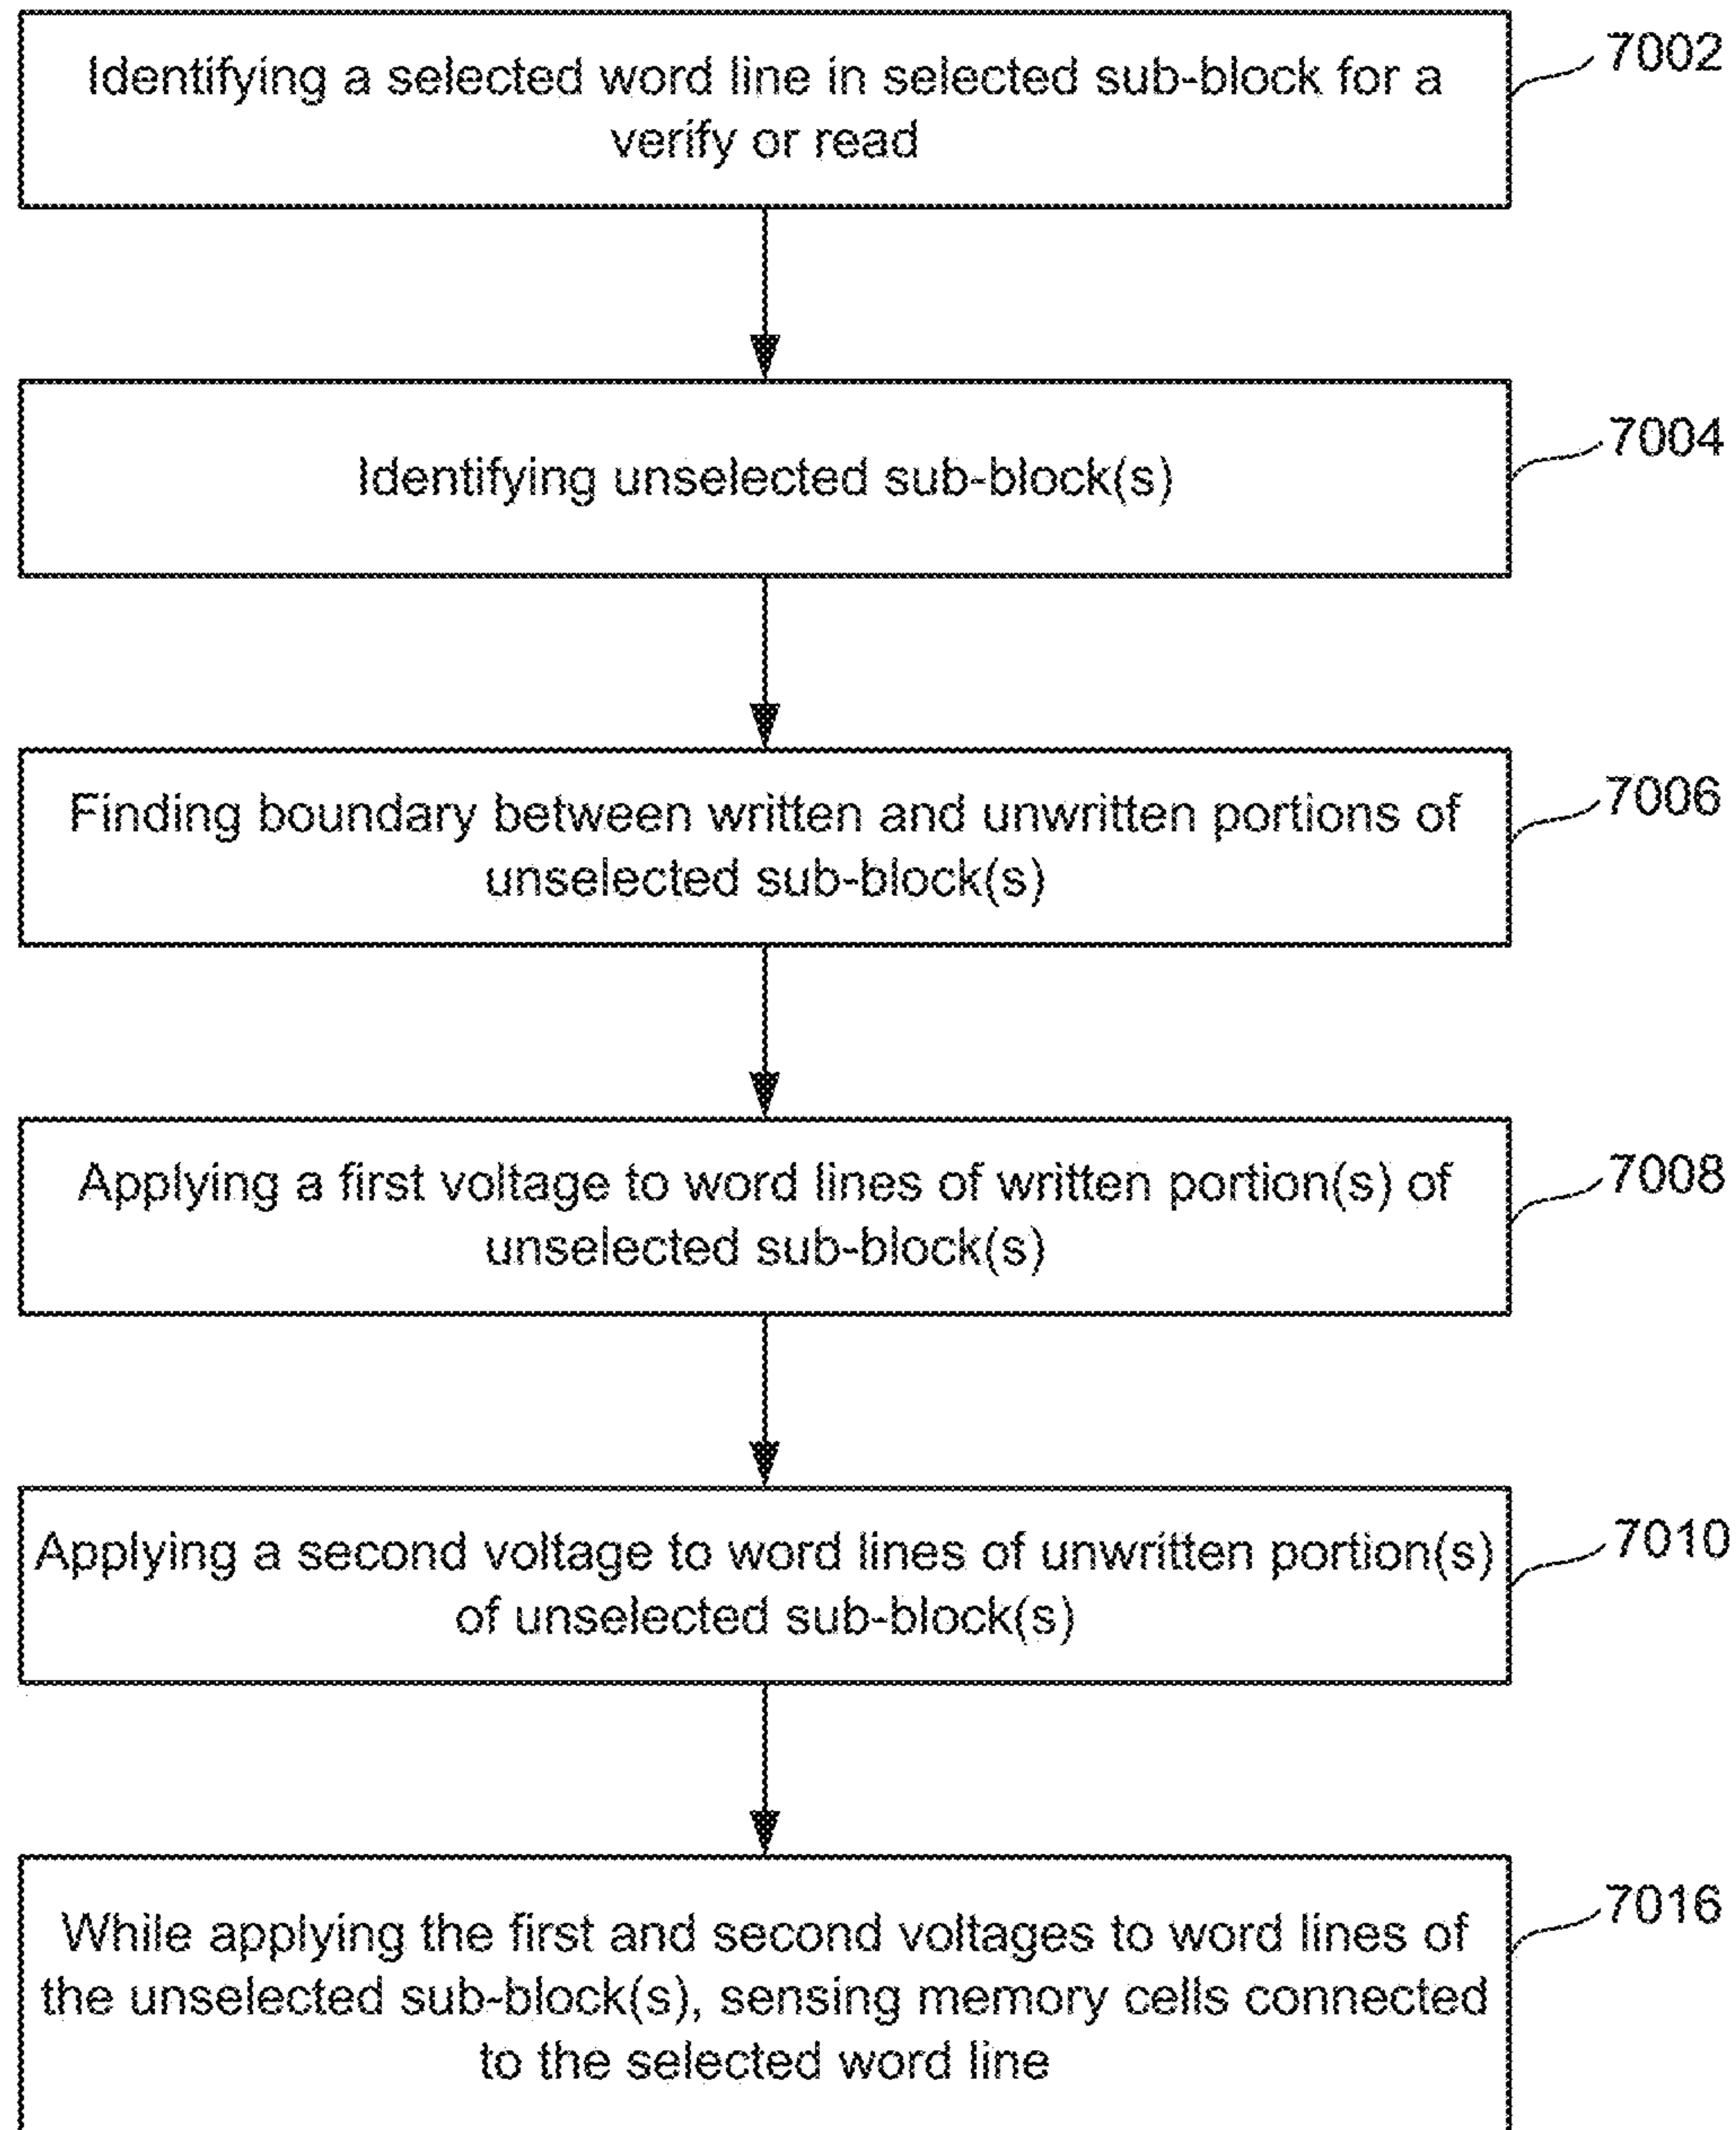 Identifying a selected word line in selected sub-block for a
verify or read
7002
Identifying unselected sub-block(s)
7004
Finding boundary between written and unwritten portions of
unselected sub-block(s)
7006
Applying a first voltage to word lines of written portion(s) of
unselected sub-block(s)
7008
Applying a second voltage to word lines of unwritten portion(s)
of unselected sub-block(s)
7010
While applying the first and second voltages to word lines of
the unselected sub-block(s), sensing memory cells connected
to the selected word line
7016